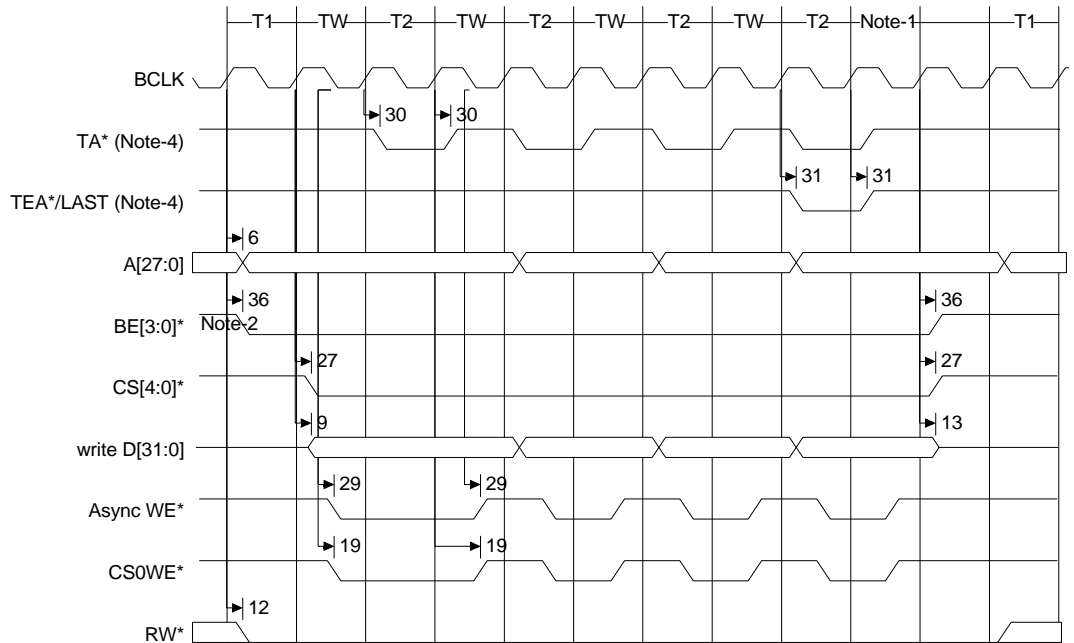 T1 TW T2 TW T2 TW T2 TW T2 Note-1 T1
BCLK
30 30
TA* (Note-4)
31 31
TEA*/LAST (Note-4)
6
A[27:0]
36 36
BE[3:0]* Note-2
27 27
CS[4:0]*
9 13
write D[31:0]
29 29
Async WE*
19 19
CS0WE*
12
RW*